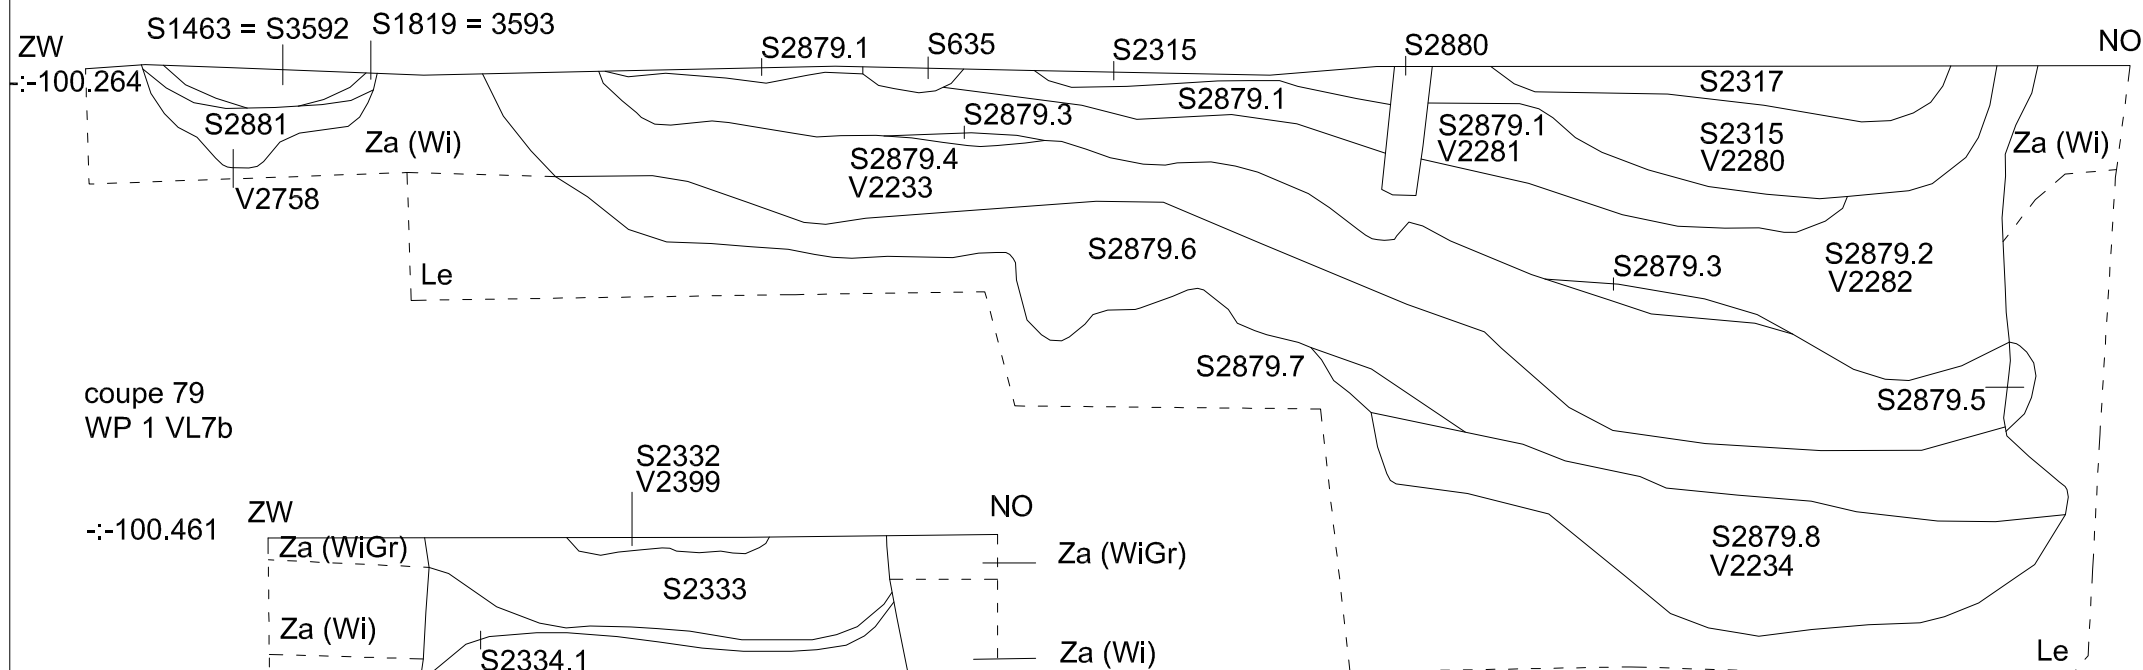 S1463 = S3592
S1819 = 3593
ZW
S2879.1
S635
S2315
S2880
NO
-:-100.264
S2317
S2881
S2879.3
S2879.1
S2879.1
V2281
S2315
V2280
Za (Wi)
Za (Wi)
S2879.4
V2233
V2758
S2879.6
S2879.2
V2282
Le
S2879.3
S2879.7
S2879.5
coupe 79
WP 1 VL7b
S2332
V2399
ZW
NO
-:-100.461
Za (WiGr)
Za (WiGr)
S2333
S2879.8
V2234
Za (Wi)
S2334.1
Za (Wi)
Le